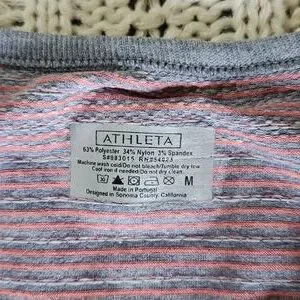 ATHLETA
63% Polyester 34% Nylon 3% Spandex
S#883015 RN#54023
Machine wash cold/Do not bleach/Tumble dry low
Cool iron if needed/Do not dry clean
Made in Portugal
M
Designed in Sonoma County, California